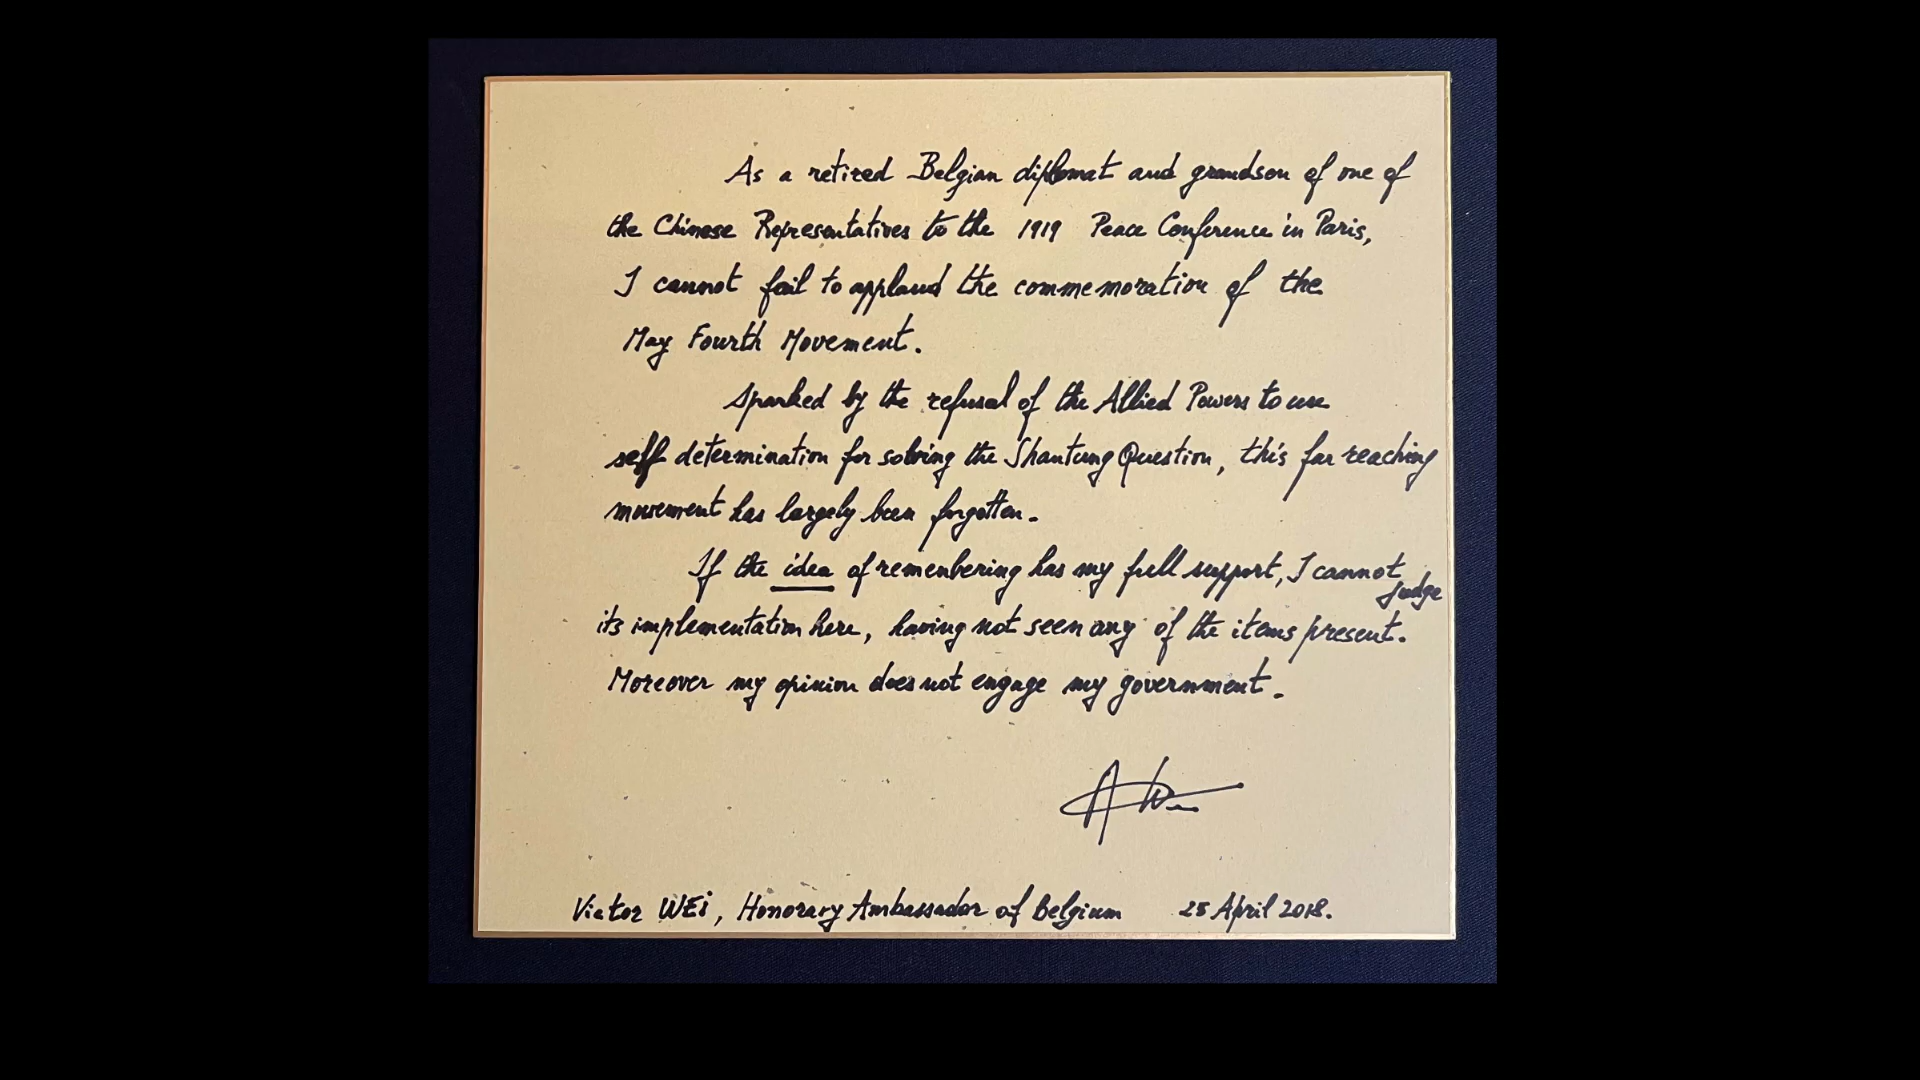 As a retired Belgian diplomat and grandson of one of
the Chinese Representatives to the 1919 Peace Conference in Paris,
I cannot fail to applaud the commemoration of the
May Fourth Movement.
Sparked by the refusal of the Allied Powers to use
self determination for solving the Shantung Question, this far reaching
movement has largely been forgotten.
If the idea of remembering has my full support, I cannot judge
its implementation here, having not seen any of the items present.
Moreover my opinion does not engage my government.
Victor WEi, Honorary Ambassador of Belgium 25 April 2018.